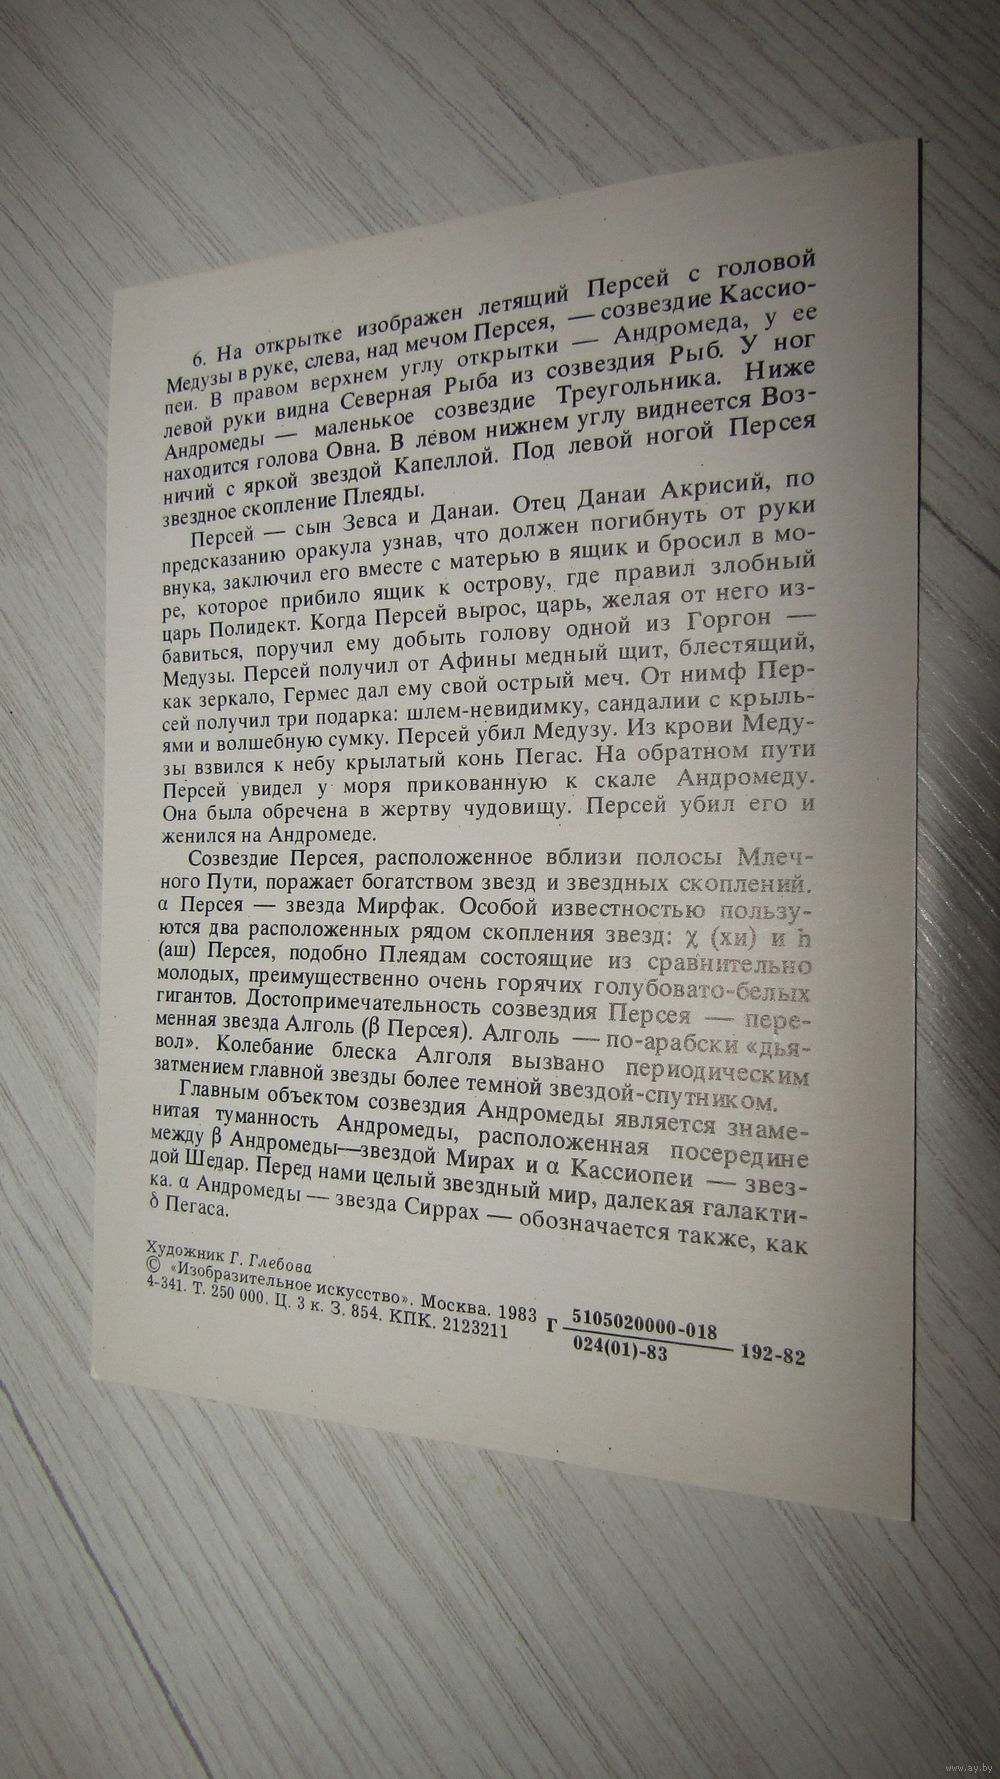 6. На открытке изображен летящий Персей с головой
Медузы в руке, слева, над мечом Персея, — созвездие Кассио-
пеи. В правом верхнем углу открытки — Андромеда, у ее
левой руки видна Северная Рыба из созвездия Рыб. У ног
Андромеды — маленькое созвездие Треугольника. Ниже
находится голова Овна. В левом нижнем углу виднеется Воз-
ничий с яркой звездой Капеллой. Под левой ногой Персея
звездное скопление Плеяды.
Персей — сын Зевса и Данаи. Отец Данаи Акрисий, по
предсказанию оракула узнав, что должен погибнуть от руки
внука, заключил его вместе с матерью в ящик и бросил в мо-
ре, которое прибило ящик к острову, где правил злобный
царь Полидект. Когда Персей вырос, царь, желая от него из-
бавиться, поручил ему добыть голову одной из Горгон —
Медузы. Персей получил от Афины медный щит, блестящий,
как зеркало, Гермес дал ему свой острый меч. От нимф Пер-
сей получил три подарка: шлем-невидимку, сандалии с крыль-
ями и волшебную сумку. Персей убил Медузу. Из крови Меду-
зы взвился к небу крылатый конь Пегас. На обратном пути
Персей увидел у моря прикованную к скале Андромеду.
Она была обречена в жертву чудовищу. Персей убил его и
женился на Андромеде.
Созвездие Персея, расположенное вблизи полосы Млеч-
ного Пути, поражает богатством звезд и звездных скоплений.
α Персея — звезда Мирфак. Особой известностью пользу-
ются два расположенных рядом скопления звезд: χ (хи) и h
(аш) Персея, подобно Плеядам состоящие из сравнительно
молодых, преимущественно очень горячих голубовато-белых
гигантов. Достопримечательность созвездия Персея — пере-
менная звезда Алголь (β Персея). Алголь — по-арабски «дья-
вол». Колебание блеска Алголя вызвано периодическим
затмением главной звезды более темной звездой-спутником.
Главным объектом созвездия Андромеды является знаме-
нитая туманность Андромеды, расположенная посередине
между β Андромеды—звездой Мирах и α Кассиопеи — звез-
дой Шедар. Перед нами целый звездный мир, далекая галакти-
ка. α Андромеды — звезда Сиррах — обозначается также, как
δ Пегаса.
Художник Г. Глебова
© «Изобразительное искусство». Москва. 1983
4-341. Т. 250 000. Ц. 3 к. З. 854. КПК. 2123211
Г 5105020000-018
024(01)-83 192-82
www.ay.by